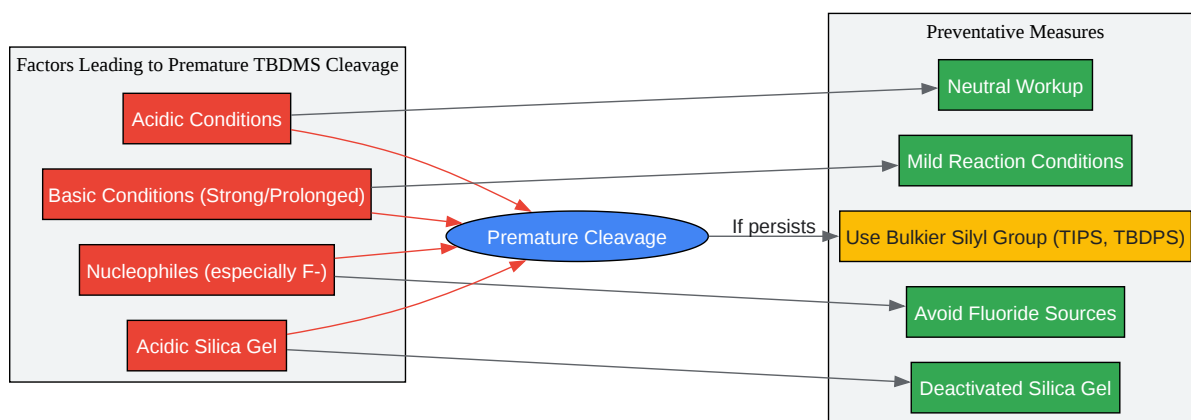 Factors Leading to Premature TBDMS Cleavage
Acidic Conditions
Basic Conditions (Strong/Prolonged)
Nucleophiles (especially F-)
Acidic Silica Gel
Premature Cleavage
If persists
Preventative Measures
Neutral Workup
Mild Reaction Conditions
Use Bulkier Silyl Group (TIPS, TBDPS)
Avoid Fluoride Sources
Deactivated Silica Gel